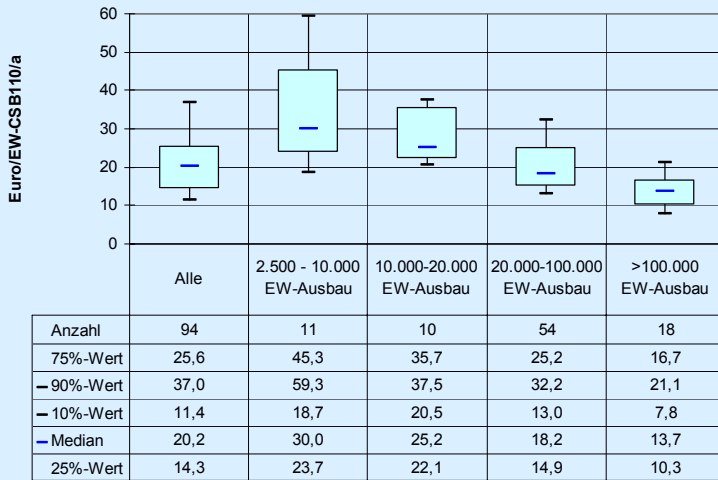 Euro/EW-CSB110/a
60
50
40
30
20
10
0
Alle
2.500 - 10.000 EW-Ausbau
10.000-20.000 EW-Ausbau
20.000-100.000 EW-Ausbau
>100.000 EW-Ausbau
Anzahl 94 11 10 54 18
75%-Wert 25,6 45,3 35,7 25,2 16,7
90%-Wert 37,0 59,3 37,5 32,2 21,1
10%-Wert 11,4 18,7 20,5 13,0 7,8
Median 20,2 30,0 25,2 18,2 13,7
25%-Wert 14,3 23,7 22,1 14,9 10,3